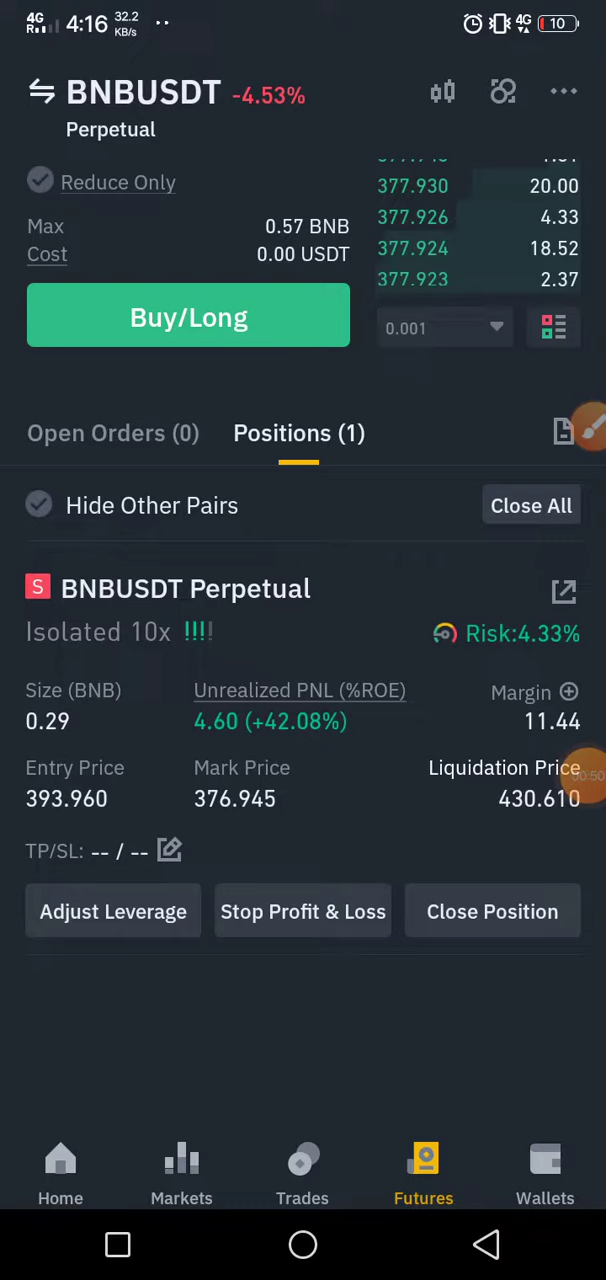 4G
R
4:16
32.2
KB/s
4G
10
BNBUSDT -4.53%
Perpetual
Reduce Only
377.930 20.00
Max 0.57 BNB
377.926 4.33
Cost 0.00 USDT
377.924 18.52
377.923 2.37
Buy/Long
0.001
Open Orders (0) Positions (1)
Hide Other Pairs Close All
S BNBUSDT Perpetual
Isolated 10x !!!! Risk:4.33%
Size (BNB) Unrealized PNL (%ROE) Margin
0.29 4.60 (+42.08%) 11.44
Entry Price Mark Price Liquidation Price
00:50
393.960 376.945 430.610
TP/SL: -- / --
Adjust Leverage Stop Profit & Loss Close Position
Home Markets Trades Futures Wallets